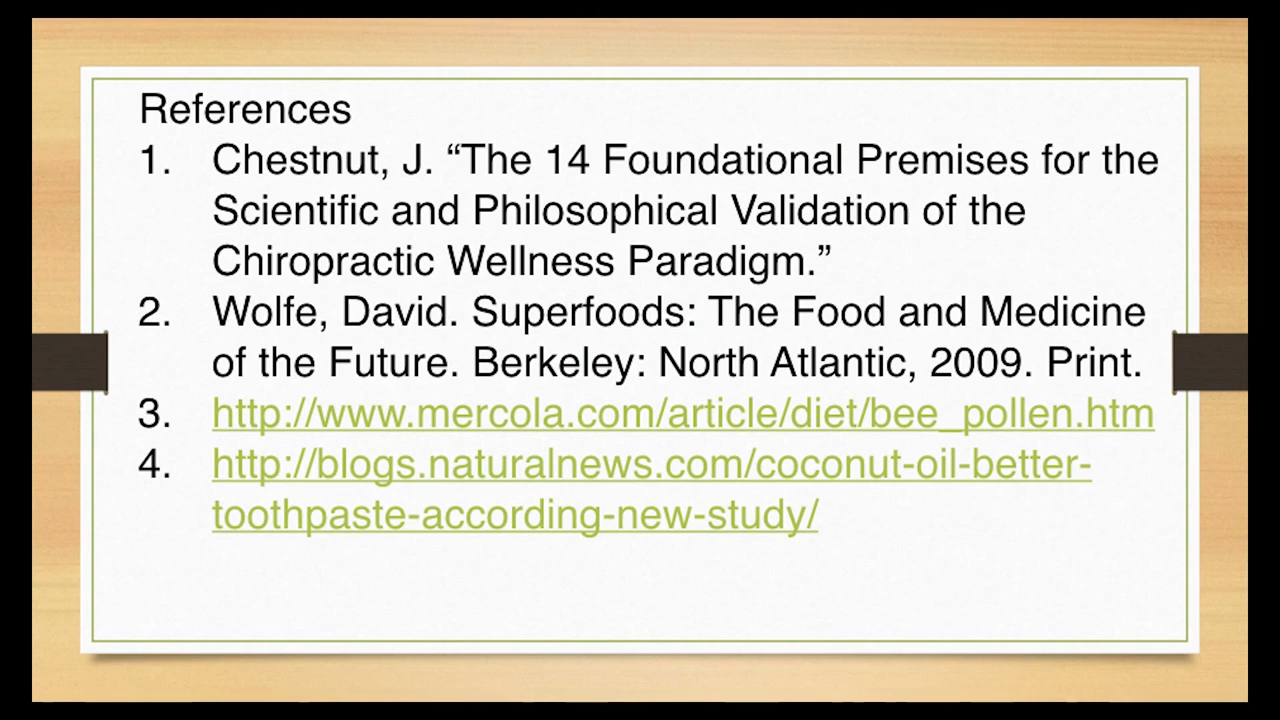 References
1. Chestnut, J. “The 14 Foundational Premises for the
Scientific and Philosophical Validation of the
Chiropractic Wellness Paradigm.”
2. Wolfe, David. Superfoods: The Food and Medicine
of the Future. Berkeley: North Atlantic, 2009. Print.
3. http://www.mercola.com/article/diet/bee_pollen.htm
4. http://blogs.naturalnews.com/coconut-oil-better-
toothpaste-according-new-study/